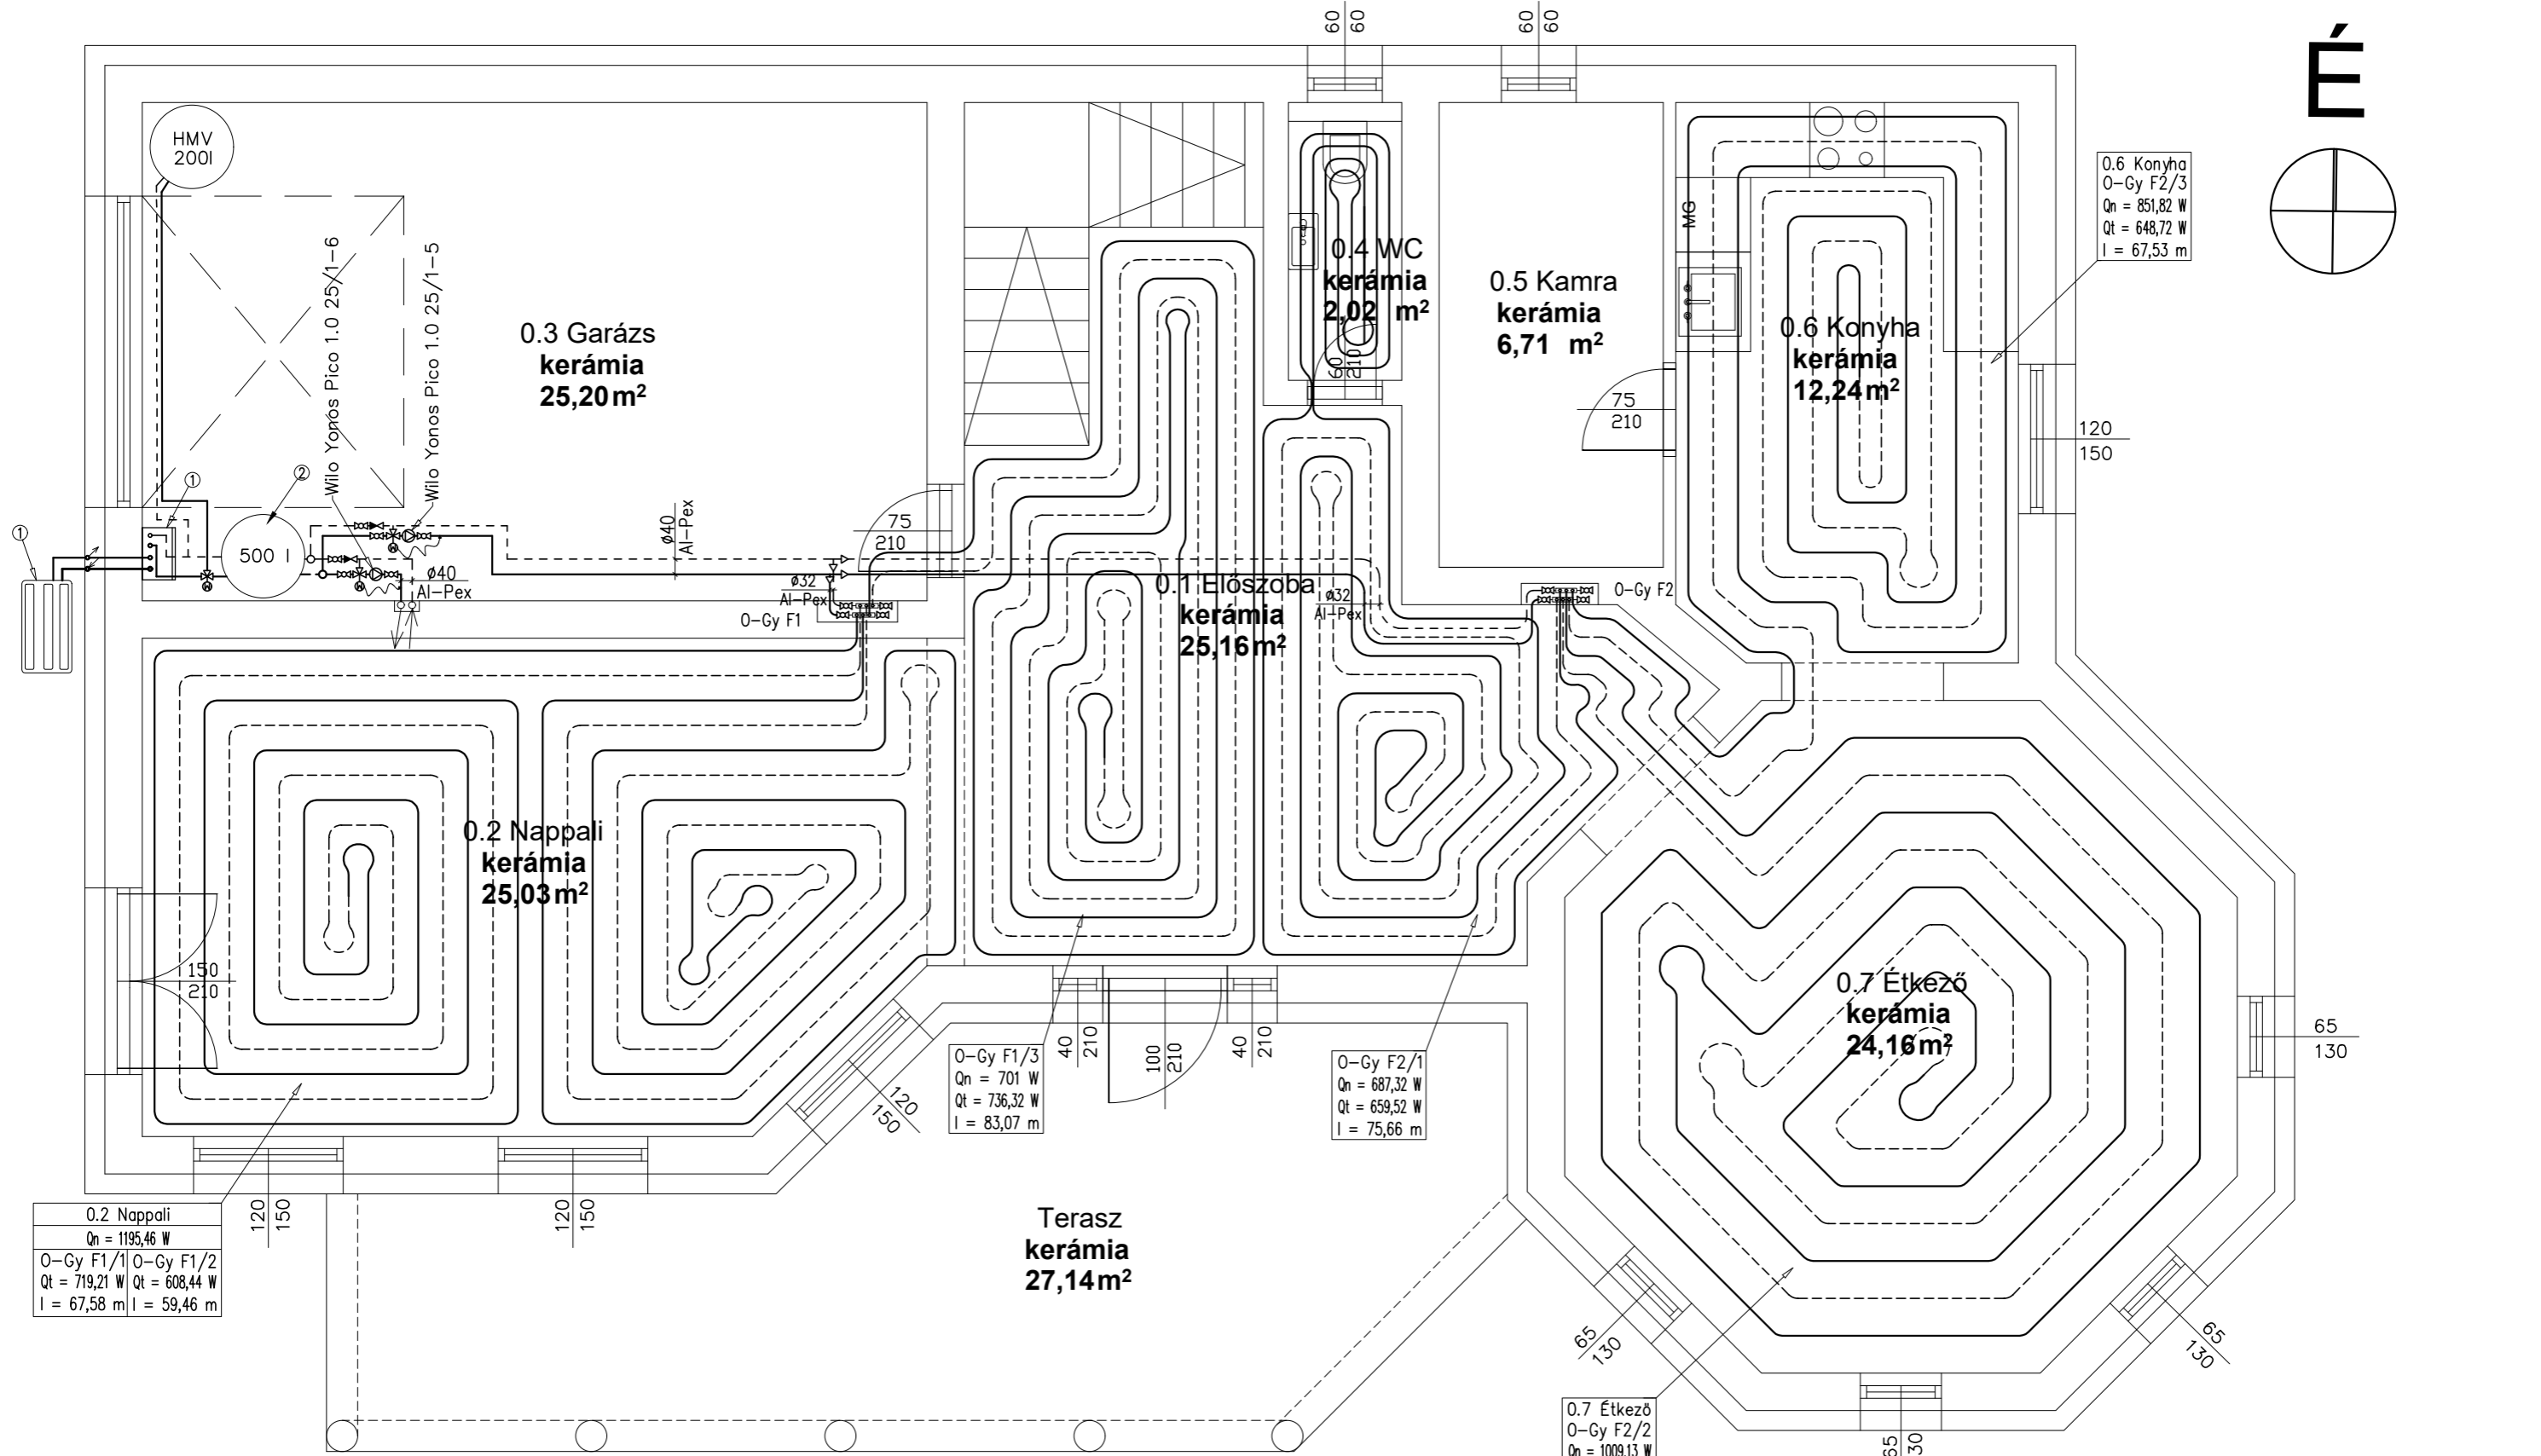 60
60
60
60
É
HMV
200l
Wilo Yonos Pico 1.0 25/1-6
Wilo Yonos Pico 1.0 25/1-5
0.3 Garázs
kerámia
25,20 m²
0.4 WC
kerámia
2,02 m²
60
210
0.5 Kamra
kerámia
6,71 m²
MG
0.6 Konyha
kerámia
12,24 m²
0.6 Konyha
O-Gy F2/3
Qn = 851,82 W
Qt = 648,72 W
l = 67,53 m
75
210
120
150
1
2
1
500 l
ø40
Al-Pex
ø40
Al-Pex
75
210
ø32
Al-Pex
O-Gy F1
0.1 Előszoba
kerámia
25,16 m²
ø32
Al-Pex
O-Gy F2
0.2 Nappali
kerámia
25,03 m²
150
210
0.7 Étkező
kerámia
24,16 m²
65
130
40
210
100
210
40
210
120
150
O-Gy F1/3
Qn = 701 W
Qt = 736,32 W
l = 83,07 m
O-Gy F2/1
Qn = 687,32 W
Qt = 659,52 W
l = 75,66 m
120
150
120
150
0.2 Nappali
Qn = 1195,46 W
O-Gy F1/1 O-Gy F1/2
Qt = 719,21 W Qt = 608,44 W
l = 67,58 m l = 59,46 m
Terasz
kerámia
27,14 m²
65
130
65
130
0.7 Étkező
O-Gy F2/2
Qn = 1009,13 W
65